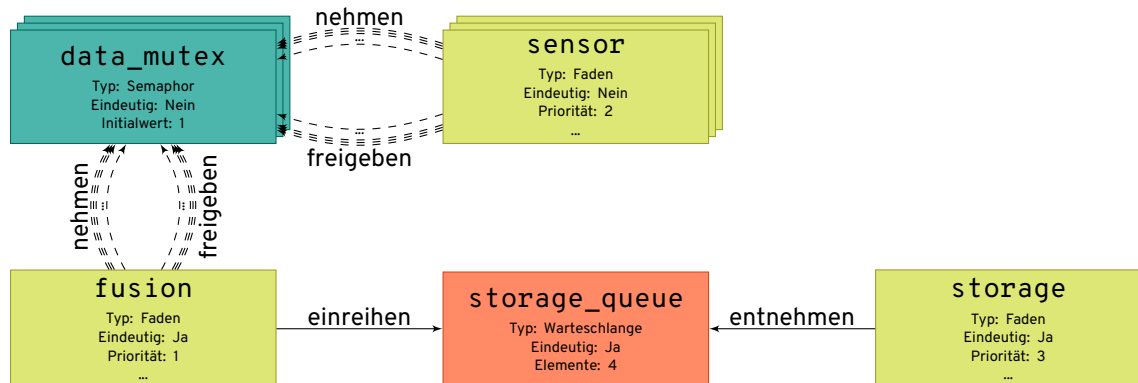 nehmen
...
data_mutex
Typ: Semaphor
Eindeutig: Nein
Initialwert: 1
sensor
Typ: Faden
Eindeutig: Nein
Priorität: 2
...
...
freigeben
nehmen
...
...
freigeben
fusion
Typ: Faden
Eindeutig: Ja
Priorität: 1
...
einreihen
storage_queue
Typ: Warteschlange
Eindeutig: Ja
Elemente: 4
entnehmen
storage
Typ: Faden
Eindeutig: Ja
Priorität: 3
...